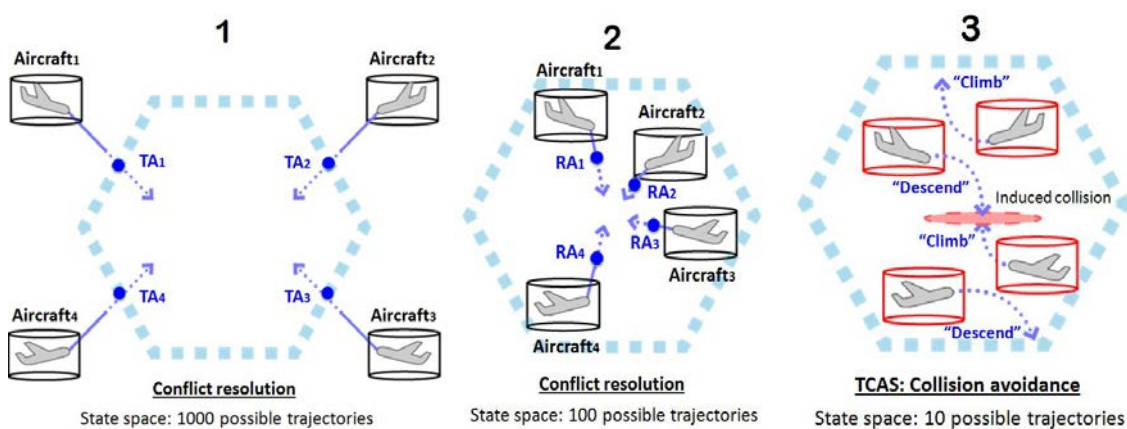 1
Aircraft1
Aircraft2
TA1
TA2
TA4
TA3
Aircraft4
Aircraft3
Conflict resolution
State space: 1000 possible trajectories
2
Aircraft1
Aircraft2
RA1
RA2
RA3
RA4
Aircraft3
Aircraft4
Conflict resolution
State space: 100 possible trajectories
3
“Climb”
“Descend”
Induced collision
“Climb”
“Descend”
TCAS: Collision avoidance
State space: 10 possible trajectories